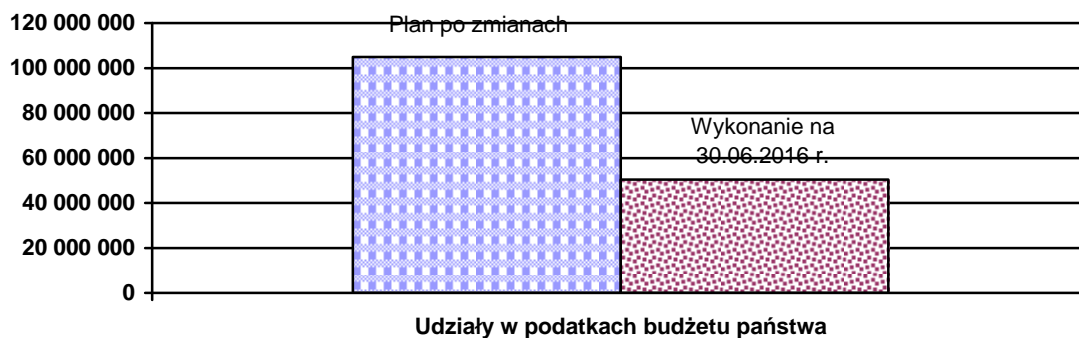 120 000 000
100 000 000
80 000 000
60 000 000
40 000 000
20 000 000
0
Plan po zmianach
Wykonanie na
30.06.2016 r.
Udziały w podatkach budżetu państwa